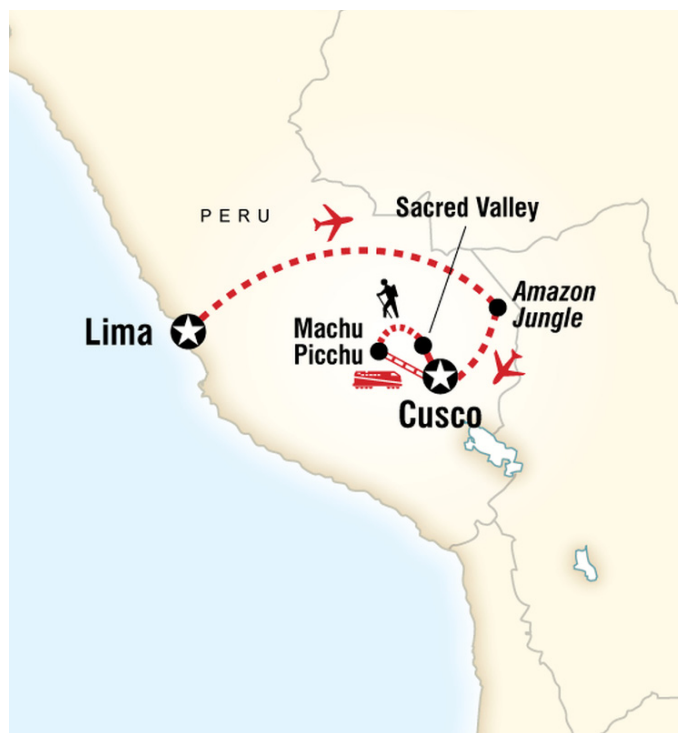 PERU
Sacred Valley
Amazon
Jungle
Lima
Machu
Picchu
Cusco